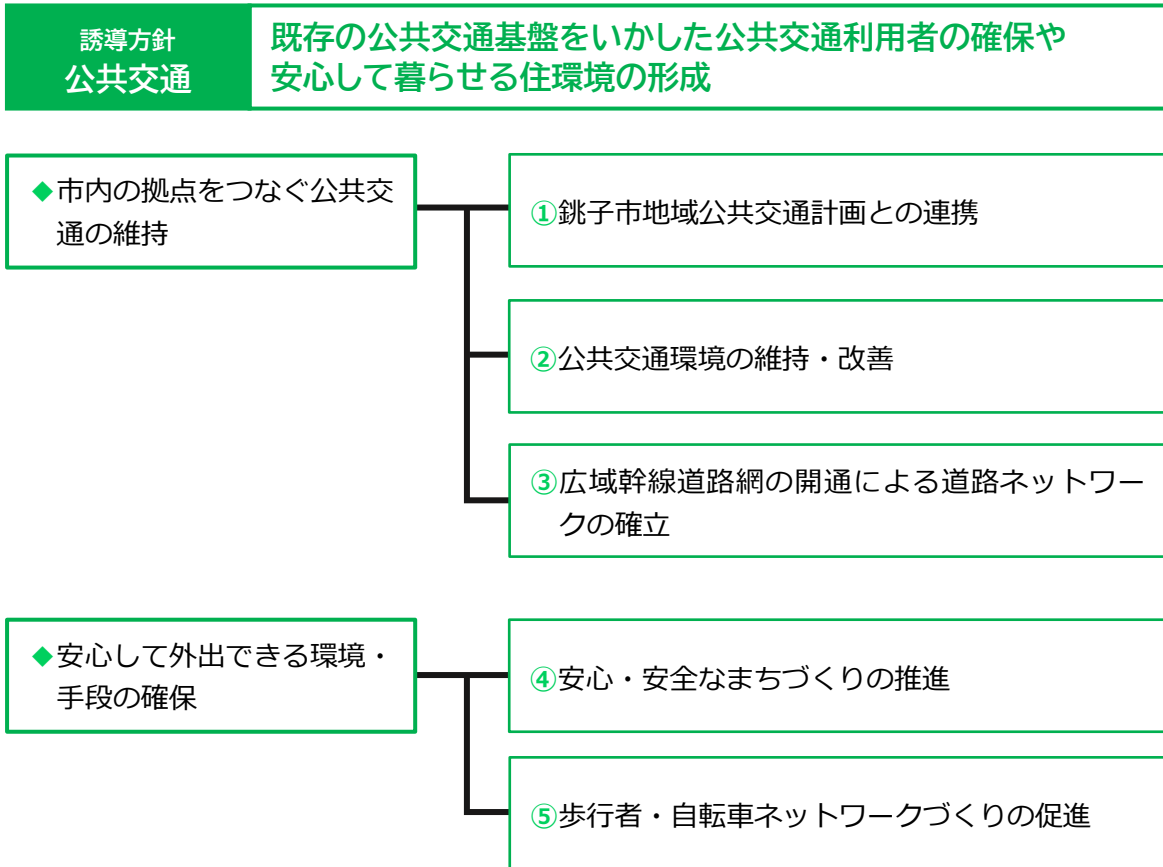 誘導方針
公共交通
既存の公共交通基盤をいかした公共交通利用者の確保や
安心して暮らせる住環境の形成
◆市内の拠点をつなぐ公共交
通の維持
①銚子市地域公共交通計画との連携
②公共交通環境の維持・改善
③広域幹線道路網の開通による道路ネットワー
クの確立
◆安心して外出できる環境・
手段の確保
④安心・安全なまちづくりの推進
⑤歩行者・自転車ネットワークづくりの促進